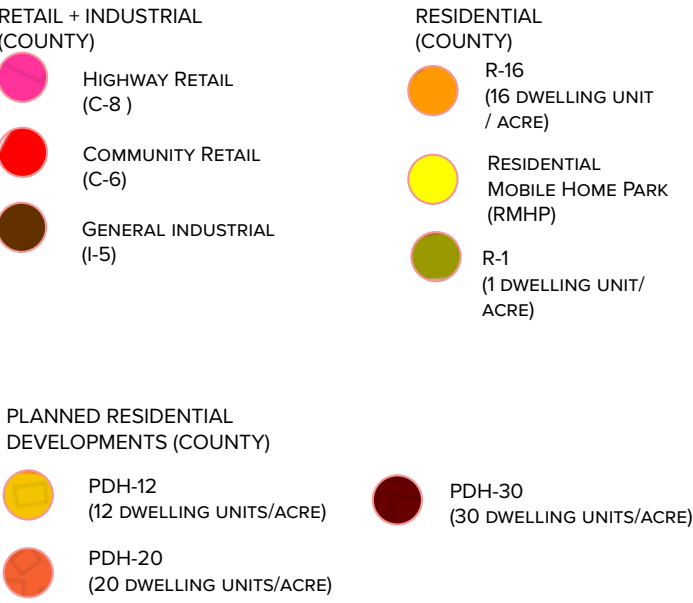 RETAIL + INDUSTRIAL
(COUNTY)
HIGHWAY RETAIL
(C-8 )
COMMUNITY RETAIL
(C-6)
GENERAL INDUSTRIAL
(I-5)
RESIDENTIAL
(COUNTY)
R-16
(16 DWELLING UNIT
/ ACRE)
RESIDENTIAL
MOBILE HOME PARK
(RMHP)
R-1
(1 DWELLING UNIT/
ACRE)
PLANNED RESIDENTIAL
DEVELOPMENTS (COUNTY)
PDH-12
(12 DWELLING UNITS/ACRE)
PDH-20
(20 DWELLING UNITS/ACRE)
PDH-30
(30 DWELLING UNITS/ACRE)